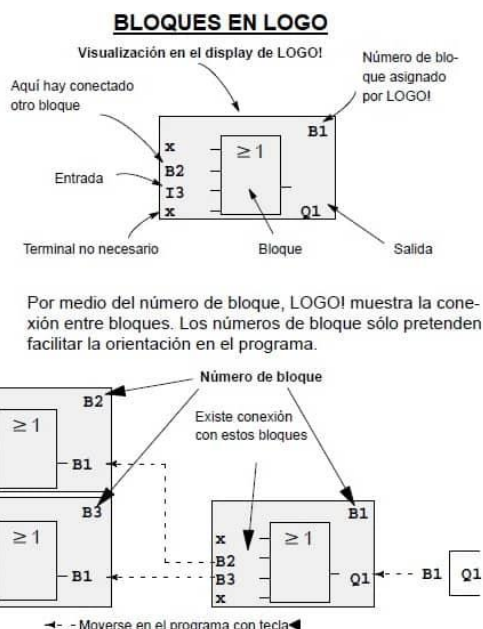 BLOQUES EN LOGO
Visualización en el display de LOGO!
Número de blo-
que asignado
por LOGO!
Aquí hay conectado
otro bloque
B1
x
≥1
B2
Entrada
I3
x
Q1
Terminal no necesario
Bloque
Salida
Por medio del número de bloque, LOGO! muestra la cone-
xión entre bloques. Los números de bloque sólo pretenden
facilitar la orientación en el programa.
Número de bloque
B2
≥1
B1
Existe conexión
con estos bloques
B3
≥1
B1
B1
x
≥1
B2
B3
Q1
x
B1
Q1
Moverse en el programa con tecla◄